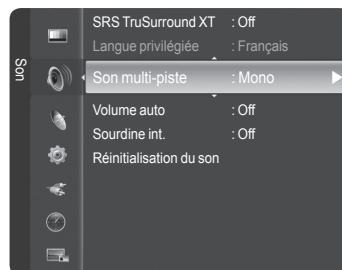 Son
SRS TruSurround XT : Off
Langue privilégiée : Français
Son multi-piste : Mono
Volume auto : Off
Sourdine int. : Off
Réinitialisation du son